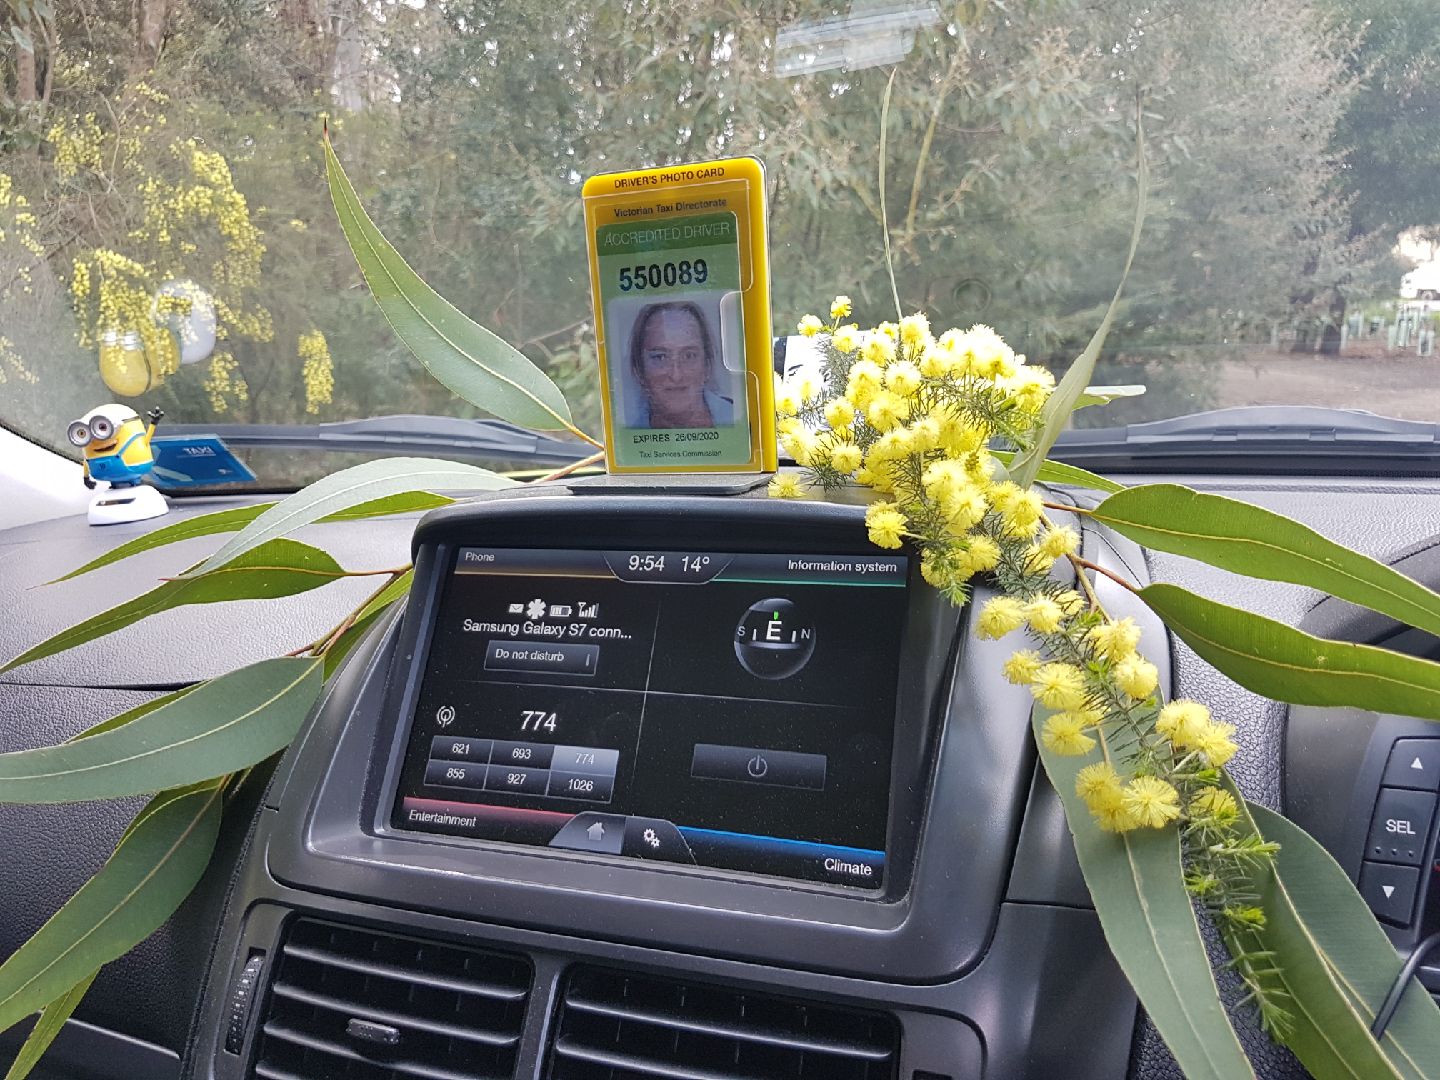 DRIVER'S PHOTO CARD
Victorian Taxi Directorate
ACCREDITED DRIVER
550089
EXPIRES 26/09/2020
Taxi Services Commission
TAXI
Phone
9:54 14°
Information system
Samsung Galaxy S7 conn...
Do not disturb
S I E I N
774
621 693 774
855 927 1026
Entertainment
Climate
SEL